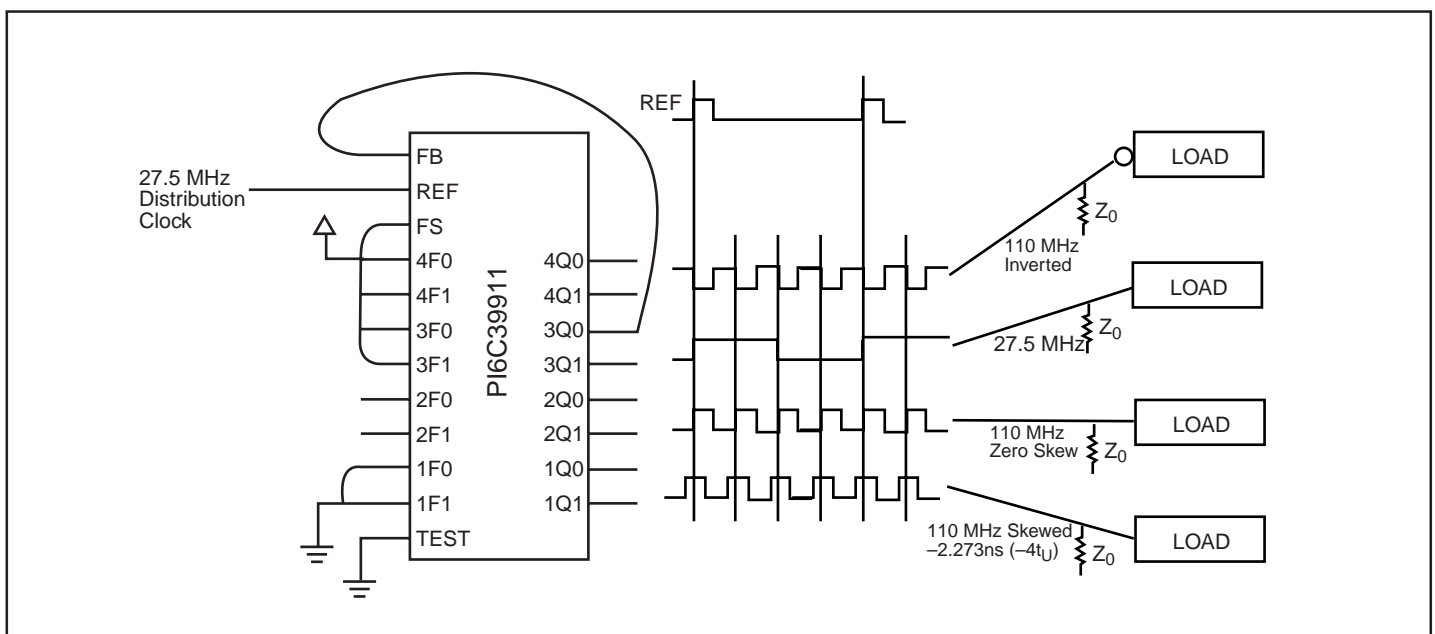 27.5 MHz
Distribution
Clock
FB
REF
FS
4F0
4F1
3F0
3F1
2F0
2F1
1F0
1F1
TEST
PI6C39911
4Q0
4Q1
3Q0
3Q1
2Q0
2Q1
1Q0
1Q1
REF
LOAD
Z0
110 MHz
Inverted
LOAD
Z0
27.5 MHz
LOAD
110 MHz
Zero Skew
Z0
110 MHz Skewed
–2.273ns (–4tU)
Z0
LOAD